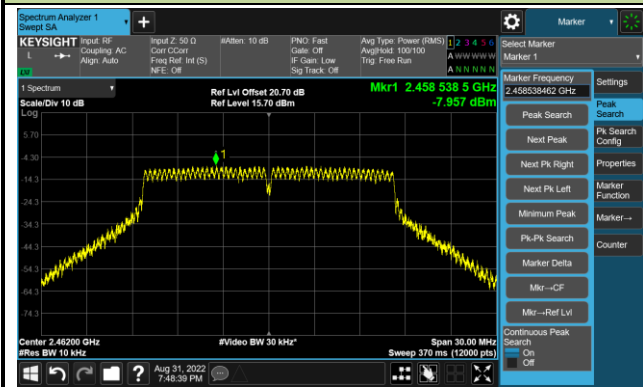 Spectrum Analyzer 1
Swept SA
Marker
KEYSIGHT
L
Input: RF
Coupling: AC
Align: Auto
Input Z: 50 Ω
Corr CCorr
Freq Ref: Int (S)
NFE: Off
#Atten: 10 dB
PNO: Fast
Gate: Off
IF Gain: Low
Sig Track: Off
Avg Type: Power (RMS)
Avg|Hold: 100/100
Trig: Free Run
1 2 3 4 5 6
A W W W W W
A N N N N N
Select Marker
Marker 1
1 Spectrum
Scale/Div 10 dB
Log
Ref Lvl Offset 20.70 dB
Ref Level 15.70 dBm
Mkr1 2.458 538 5 GHz
-7.957 dBm
5.70
-4.30
-14.3
-24.3
-34.3
-44.3
-54.3
-64.3
-74.3
1
Center 2.46200 GHz
#Res BW 10 kHz
#Video BW 30 kHz*
Span 30.00 MHz
Sweep 370 ms (12000 pts)
Marker Frequency
2.458538462 GHz
Peak Search
Next Peak
Next Pk Right
Next Pk Left
Minimum Peak
Pk-Pk Search
Marker Delta
Mkr→CF
Mkr→Ref Lvl
Continuous Peak
Search
On
Off
Settings
Peak
Search
Pk Search
Config
Properties
Marker
Function
Marker→
Counter
Aug 31, 2022
7:48:39 PM